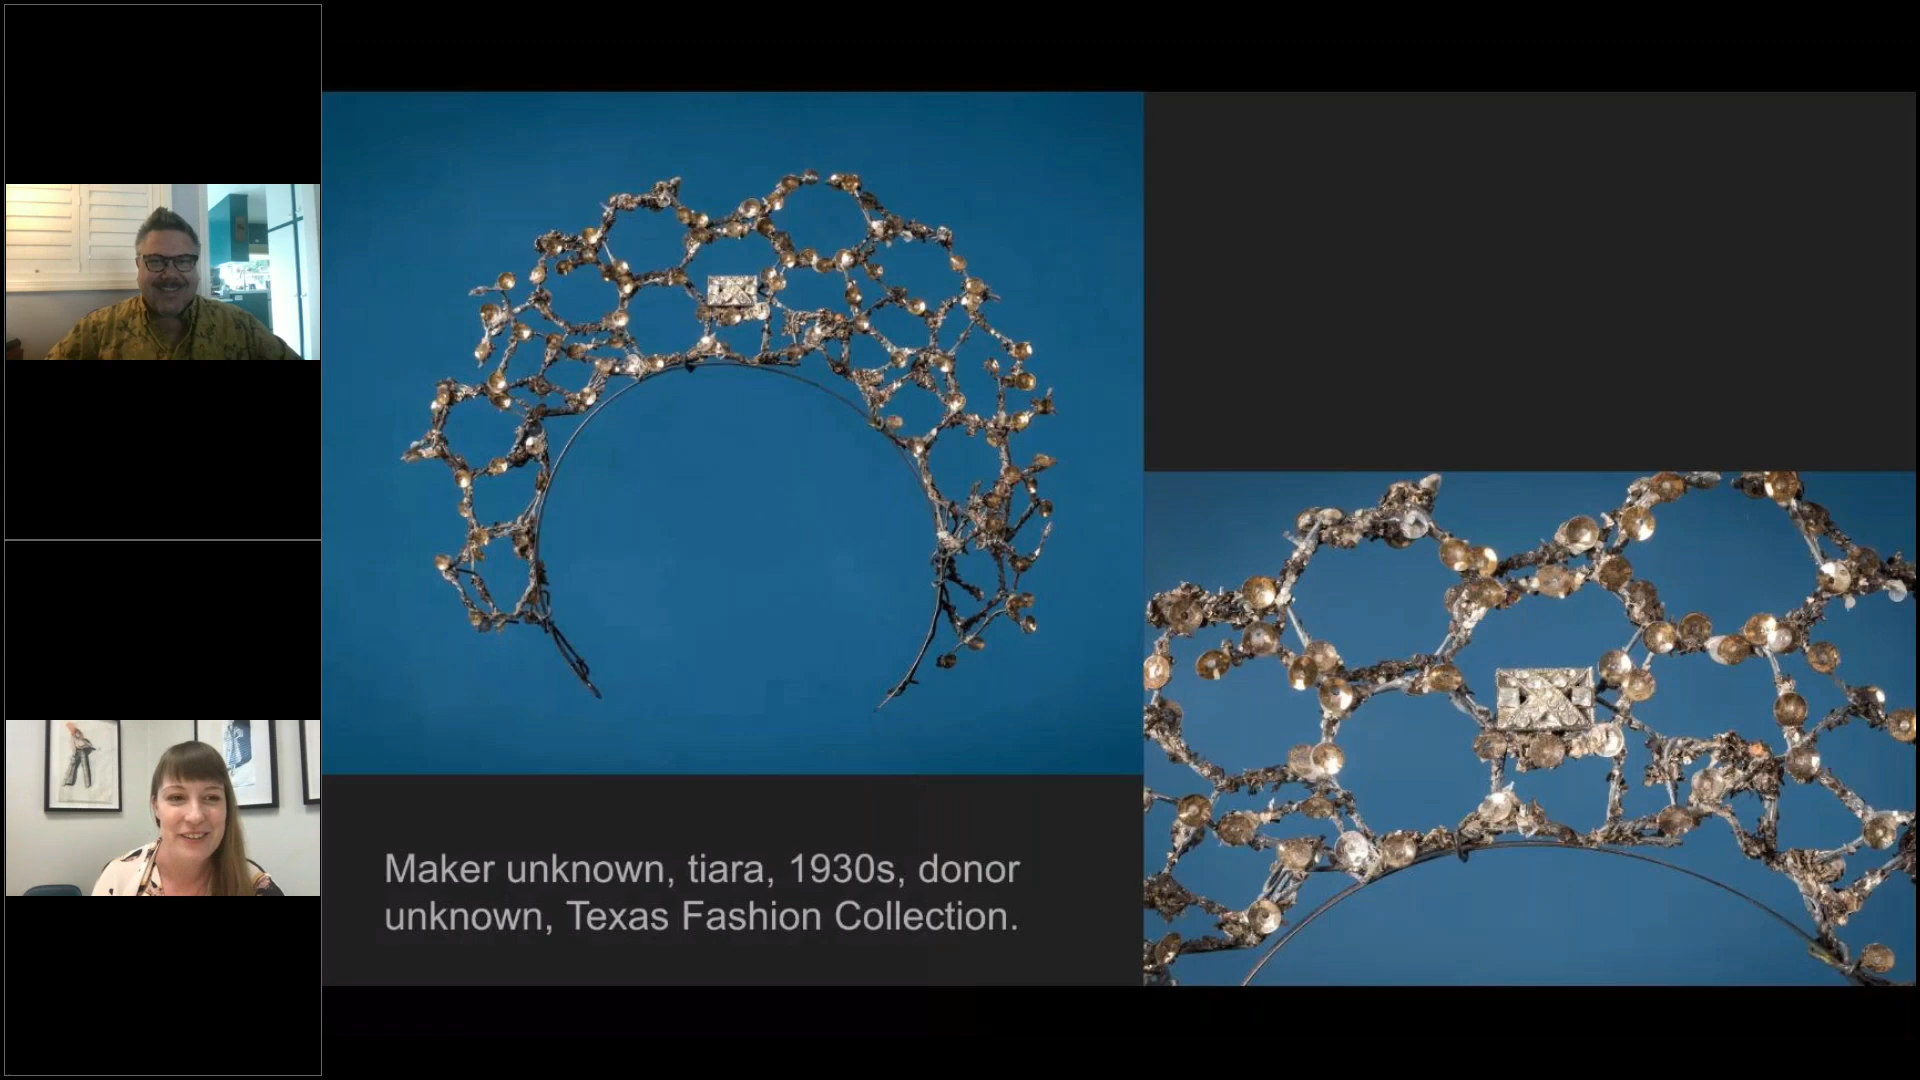 Maker unknown, tiara, 1930s, donor
unknown, Texas Fashion Collection.